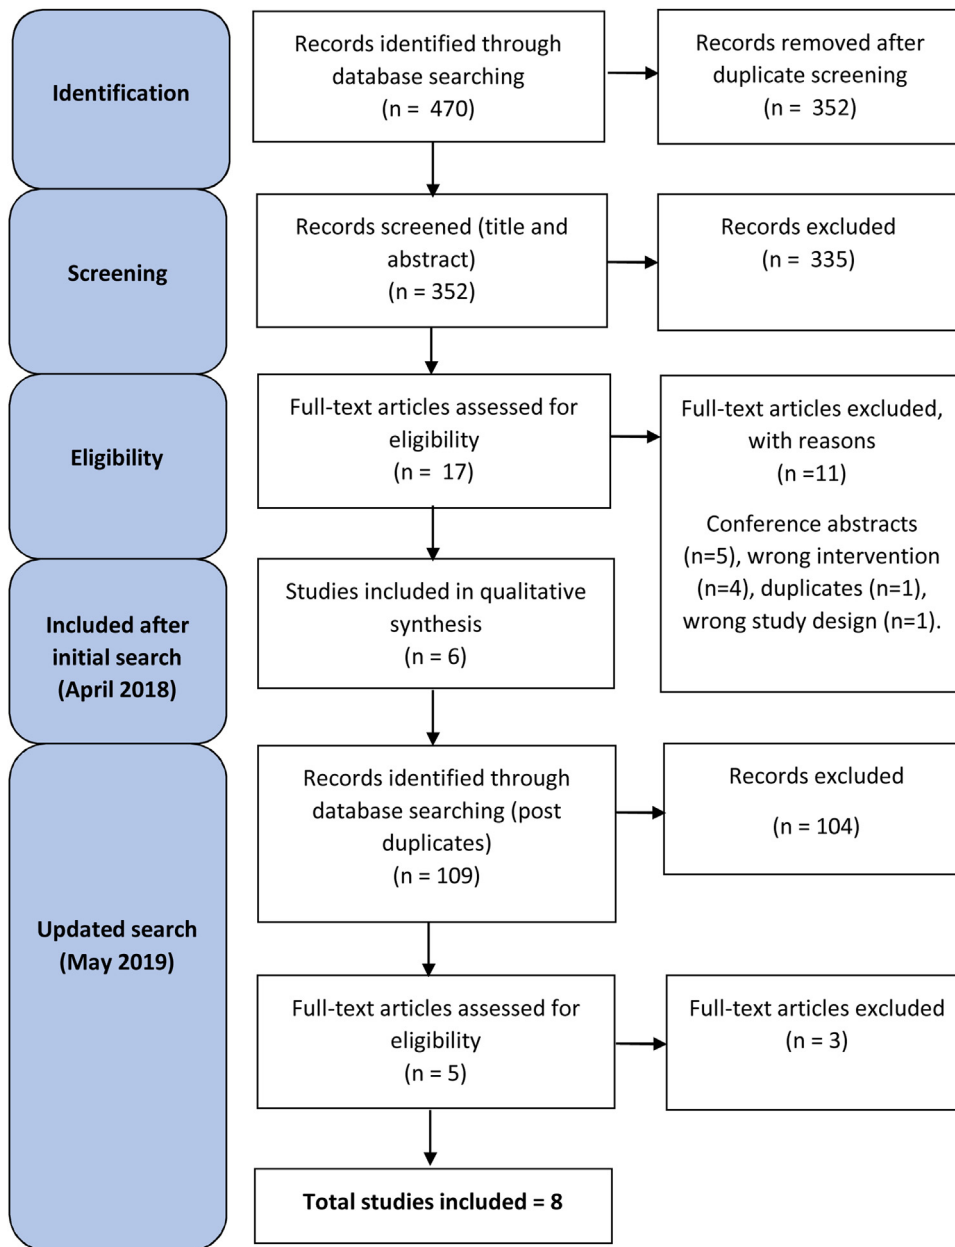 Identification
Records identified through
database searching
(n = 470)
Records removed after
duplicate screening
(n = 352)
Screening
Records screened (title and
abstract)
(n = 352)
Records excluded
(n = 335)
Eligibility
Full-text articles assessed for
eligibility
(n = 17)
Full-text articles excluded,
with reasons
(n =11)
Conference abstracts
(n=5), wrong intervention
(n=4), duplicates (n=1),
wrong study design (n=1).
Included after
initial search
(April 2018)
Studies included in qualitative
synthesis
(n = 6)
Updated search
(May 2019)
Records identified through
database searching (post
duplicates)
(n = 109)
Records excluded
(n = 104)
Full-text articles assessed for
eligibility
(n = 5)
Full-text articles excluded
(n = 3)
Total studies included = 8